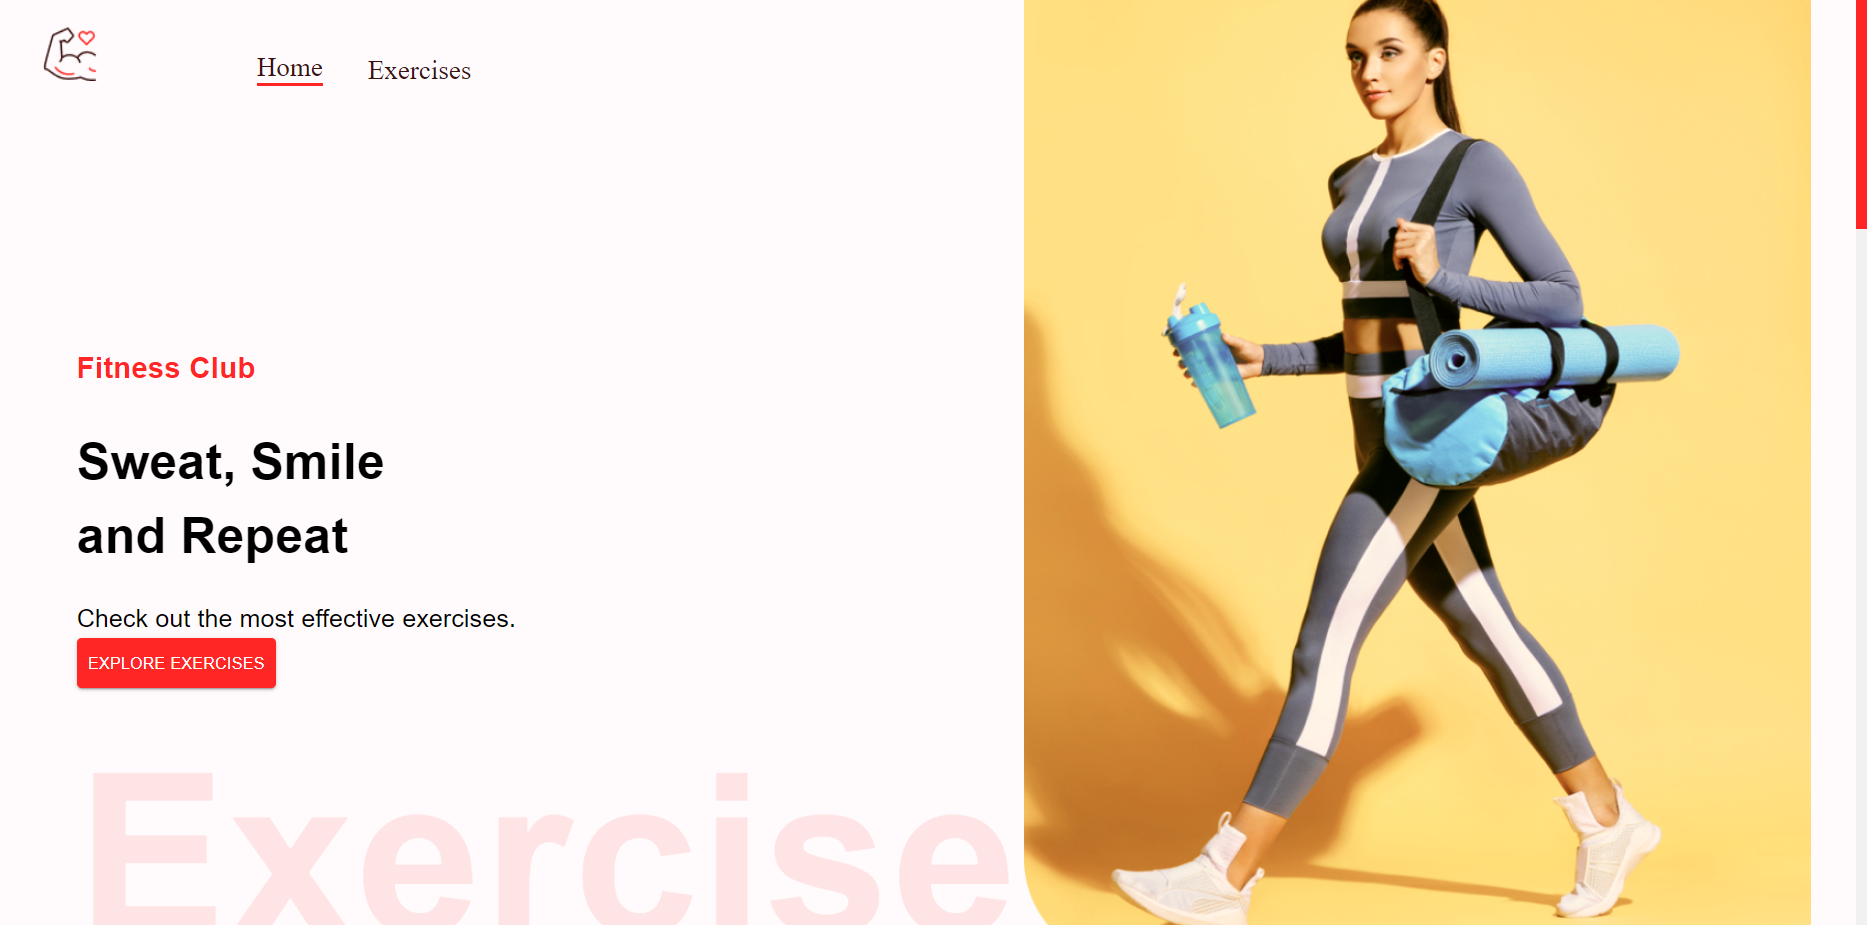 Home
Exercises
Fitness Club
Sweat, Smile
and Repeat
Check out the most effective exercises.
EXPLORE EXERCISES
Exercise